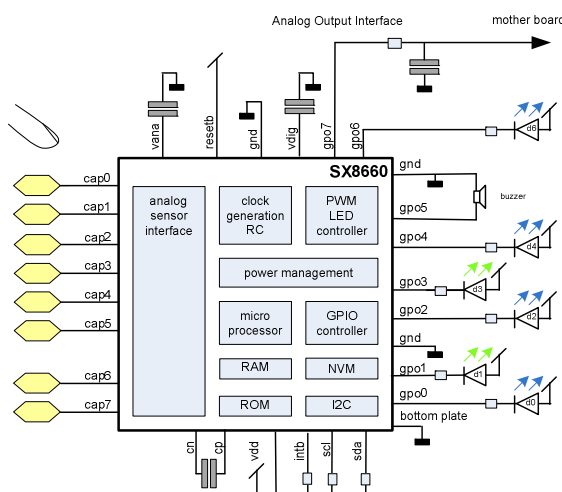 Analog Output Interface
mother board
vana
resetb
gnd
vdig
gpo7
gpo6
d6
SX8660
cap0
cap1
cap2
cap3
cap4
cap5
cap6
cap7
analog
sensor
interface
clock
generation
RC
PWM
LED
controller
power management
micro
processor
GPIO
controller
RAM
NVM
ROM
I2C
gnd
buzzer
gpo5
gpo4
d4
gpo3
d3
gpo2
d2
gnd
gpo1
d1
gpo0
d0
bottom plate
cn
cp
vdd
intb
scl
sda